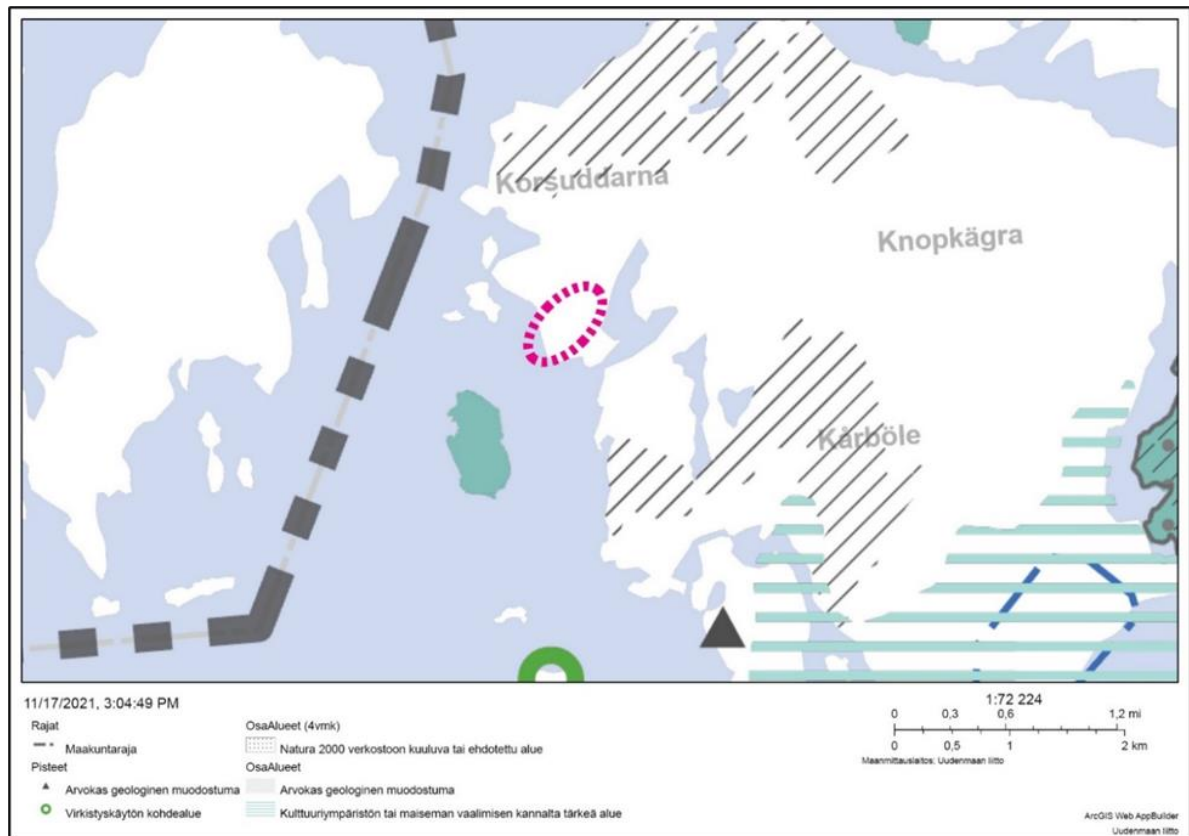 Korsuddarna
Knopkägra
Kårböle
11/17/2021, 3:04:49 PM
Rajat
Maakuntaraja
Pisteet
Arvokas geologinen muodostuma
Virkistyskäytön kohdealue
OsaAlueet (4vmk)
Natura 2000 verkostoon kuuluva tai ehdotettu alue
OsaAlueet
Arvokas geologinen muodostuma
Kulttuuriympäristön tai maiseman vaalimisen kannalta tärkeä alue
1:72 224
0 0,3 0,6 1,2 mi
0 0,5 1 2 km
Maanmittauslaitos; Uudenmaan liitto
ArcGIS Web AppBuilder
Uudenmaan liitto